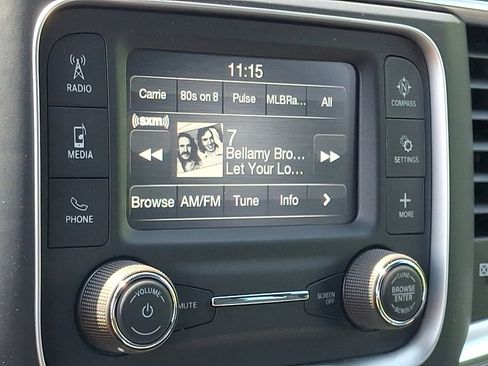 11:15
Carrie 80s on 8 Pulse MLBRa... All
((sxm))
7
Bellamy Bro...
Let Your Lo...
Browse AM/FM Tune Info
RADIO
MEDIA
PHONE
COMPASS
SETTINGS
MORE
VOLUME
MUTE
SCREEN OFF
TUNE
BROWSE
ENTER
SCROLL